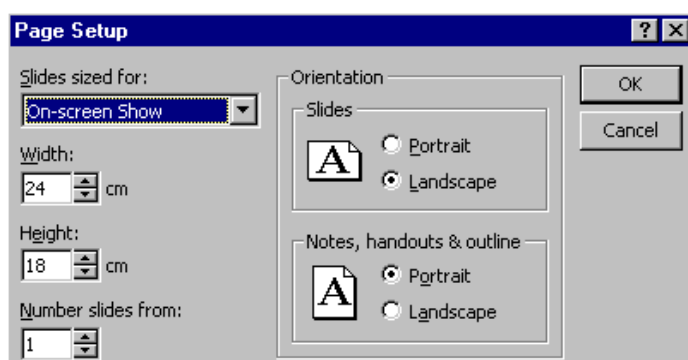 Page Setup
Slides sized for:
On-screen Show
Width:
24 cm
Height:
18 cm
Number slides from:
1
Orientation
Slides
A
Portrait
Landscape
Notes, handouts & outline
A
Portrait
Landscape
OK
Cancel